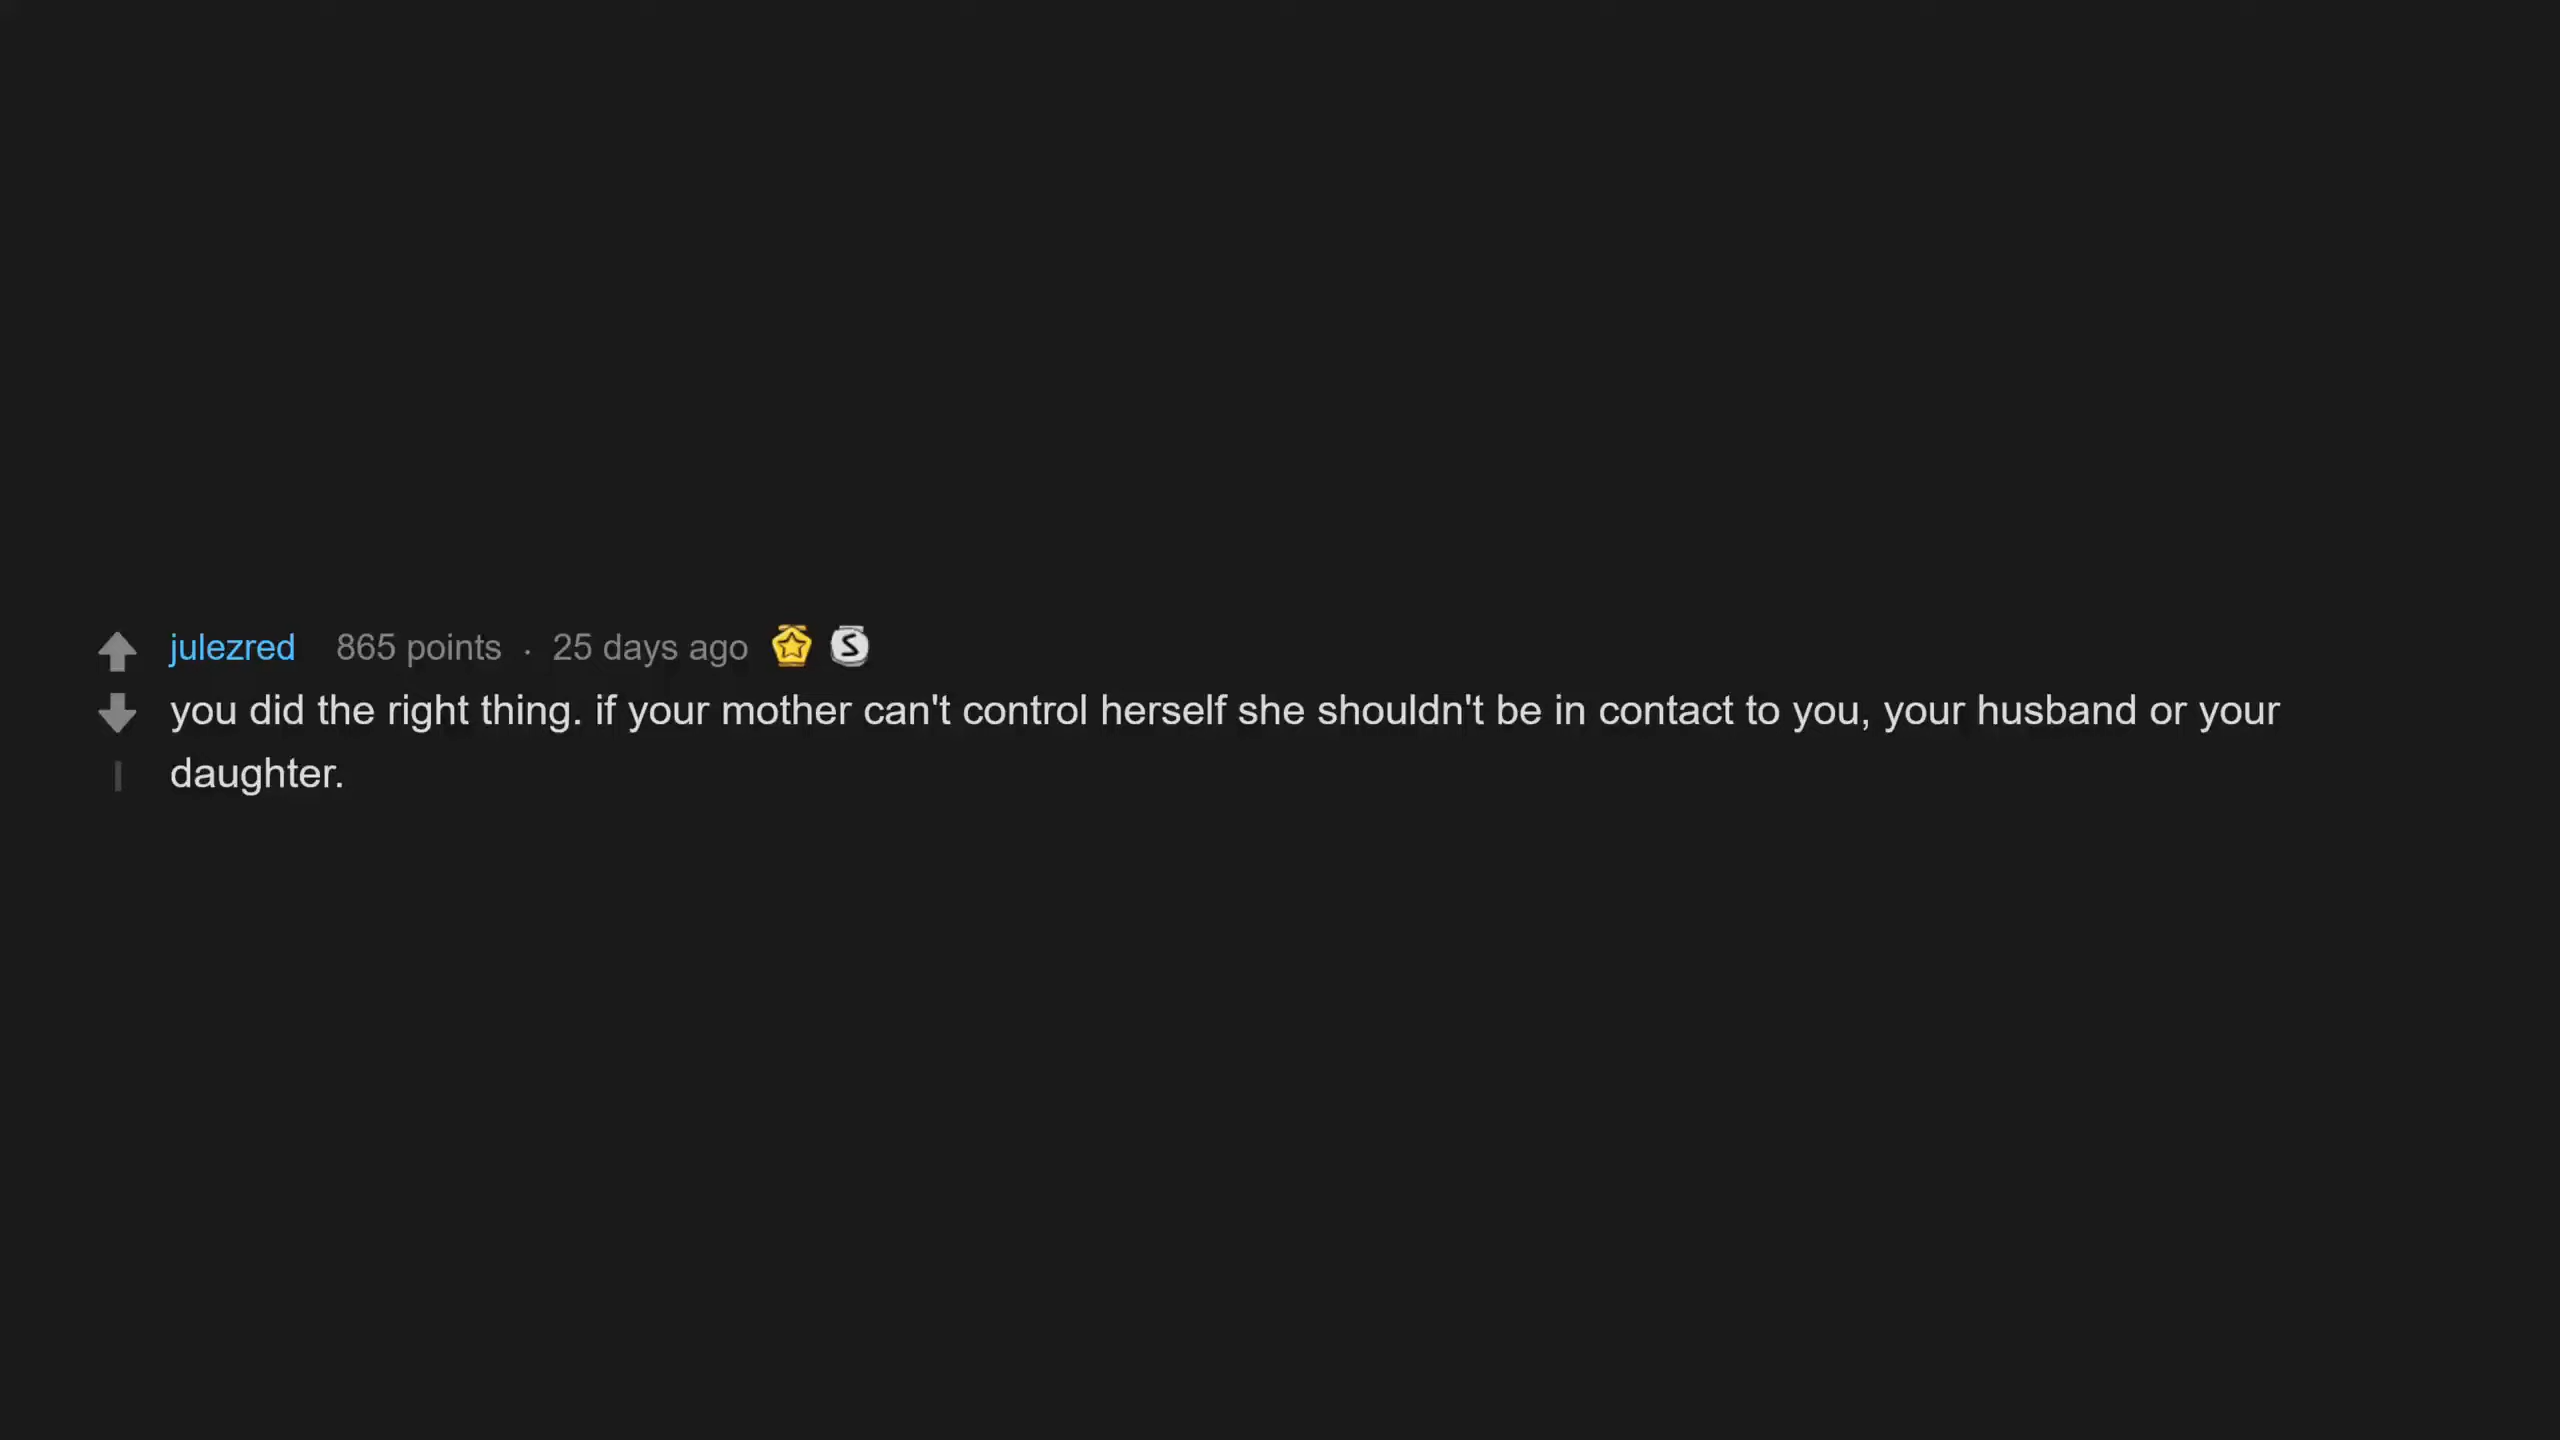 julezred 865 points · 25 days ago
you did the right thing. if your mother can't control herself she shouldn't be in contact to you, your husband or your
daughter.